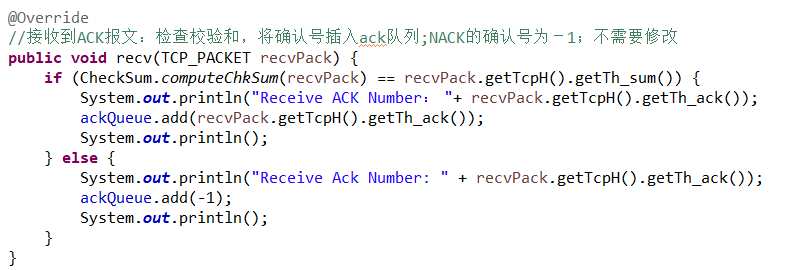 @Override
//接收到ACK报文：检查校验和，将确认号插入ack队列;NACK的确认号为－1；不需要修改
public void recv(TCP_PACKET recvPack) {
    if (CheckSum.computeChkSum(recvPack) == recvPack.getTcpH().getTh_sum()) {
        System.out.println("Receive ACK Number： "+ recvPack.getTcpH().getTh_ack());
        ackQueue.add(recvPack.getTcpH().getTh_ack());
        System.out.println();
    } else {
        System.out.println("Receive Ack Number: " + recvPack.getTcpH().getTh_ack());
        ackQueue.add(-1);
        System.out.println();
    }
}